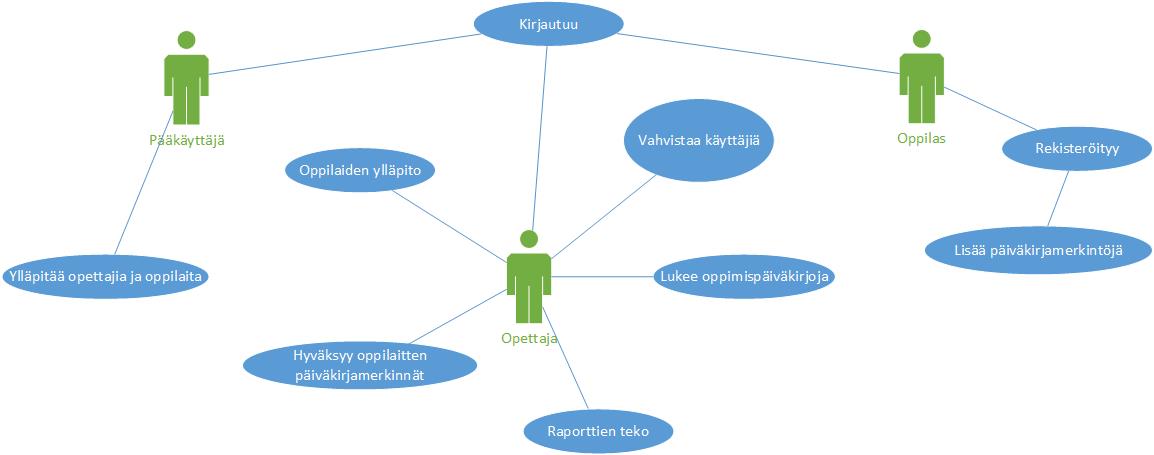 Kirjautuu
Pääkäyttäjä
Oppilas
Vahvistaa käyttäjiä
Rekisteröityy
Oppilaiden ylläpito
Lisää päiväkirjamerkintöjä
Ylläpitää opettajia ja oppilaita
Lukee oppimispäiväkirjoja
Opettaja
Hyväksyy oppilaitten
päiväkirjamerkinnät
Raporttien teko